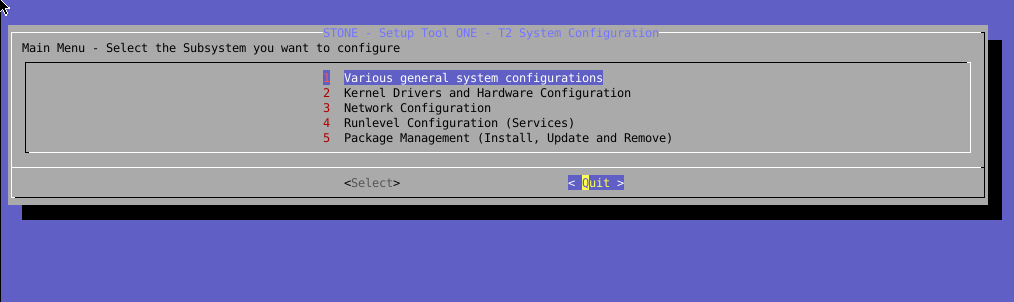 STONE - Setup Tool ONE - T2 System Configuration
Main Menu - Select the Subsystem you want to configure
1 Various general system configurations
2 Kernel Drivers and Hardware Configuration
3 Network Configuration
4 Runlevel Configuration (Services)
5 Package Management (Install, Update and Remove)
<Select> < Quit >